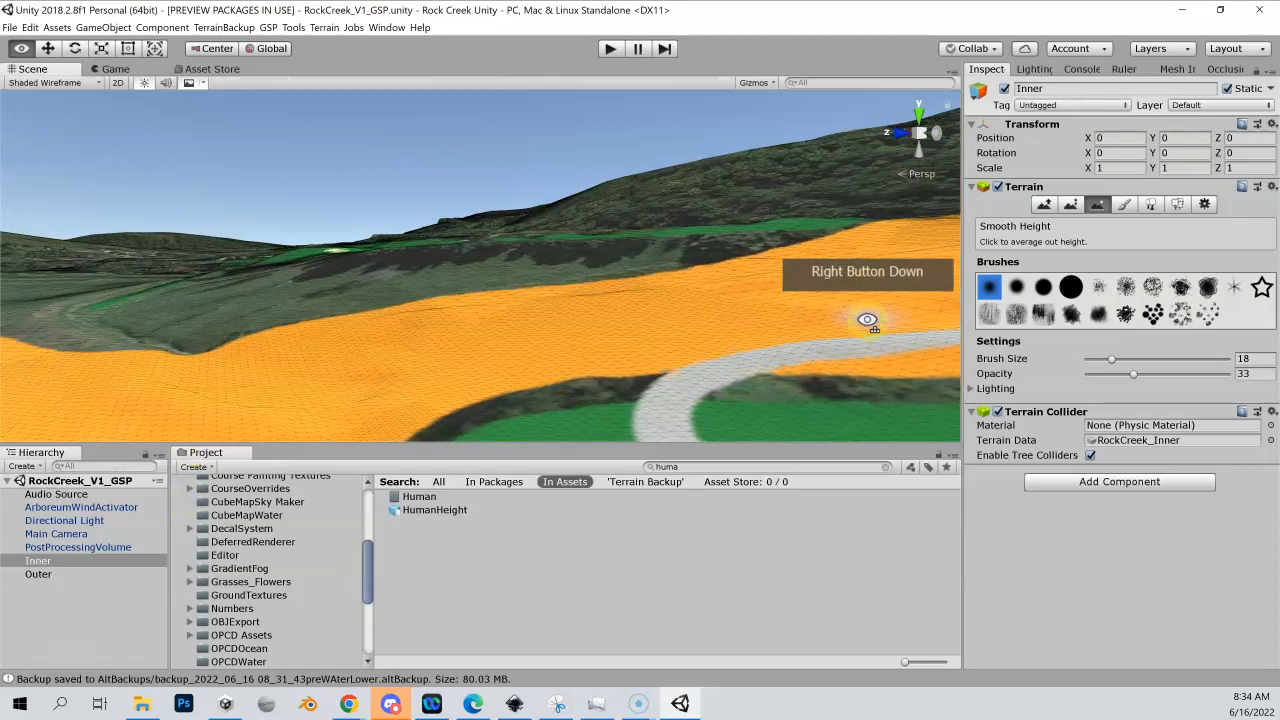 Unity 2018.2.8f1 Personal (64bit) - [PREVIEW PACKAGES IN USE] - RockCreek_V1_GSP.unity - Rock Creek Unity - PC, Mac & Linux Standalone <DX11>
File Edit Assets GameObject Component TerrainBackup GSP Tools Terrain Jobs Window Help
Center Global Collab Account Layers Layout
Scene Game Asset Store
Inspect Lighting Console Ruler Mesh Ir Occlusi
Shaded Wireframe 2D Gizmos All
Inner Static
Tag Untagged Layer Default
Transform
Position X 0 Y 0 Z 0
Rotation X 0 Y 0 Z 0
Scale X 1 Y 1 Z 1
y
z
Persp
Terrain
Smooth Height
Click to average out height.
Brushes
Right Button Down
Settings
Brush Size 18
Opacity 33
Lighting
Terrain Collider
Material None (Physic Material)
Terrain Data RockCreek_Inner
Enable Tree Colliders
Add Component
Hierarchy
Create All
RockCreek_V1_GSP
Audio Source
ArboreumWindActivator
Directional Light
Main Camera
PostProcessingVolume
Inner
Outer
Project
Create huma
Search: All In Packages In Assets 'Terrain Backup' Asset Store: 0 / 0
Course Painting Textures
CourseOverrides
CubeMapSky Maker
CubeMapWater
DecalSystem
DeferredRenderer
Editor
GradientFog
Grasses_Flowers
GroundTextures
Numbers
OBJExport
OPCD Assets
OPCDOcean
OPCDWater
Human
HumanHeight
Backup saved to AltBackups/backup_2022_06_16 08_31_43preWAterLower.altBackup. Size: 80.03 MB.
Ps
8:34 AM
6/16/2022